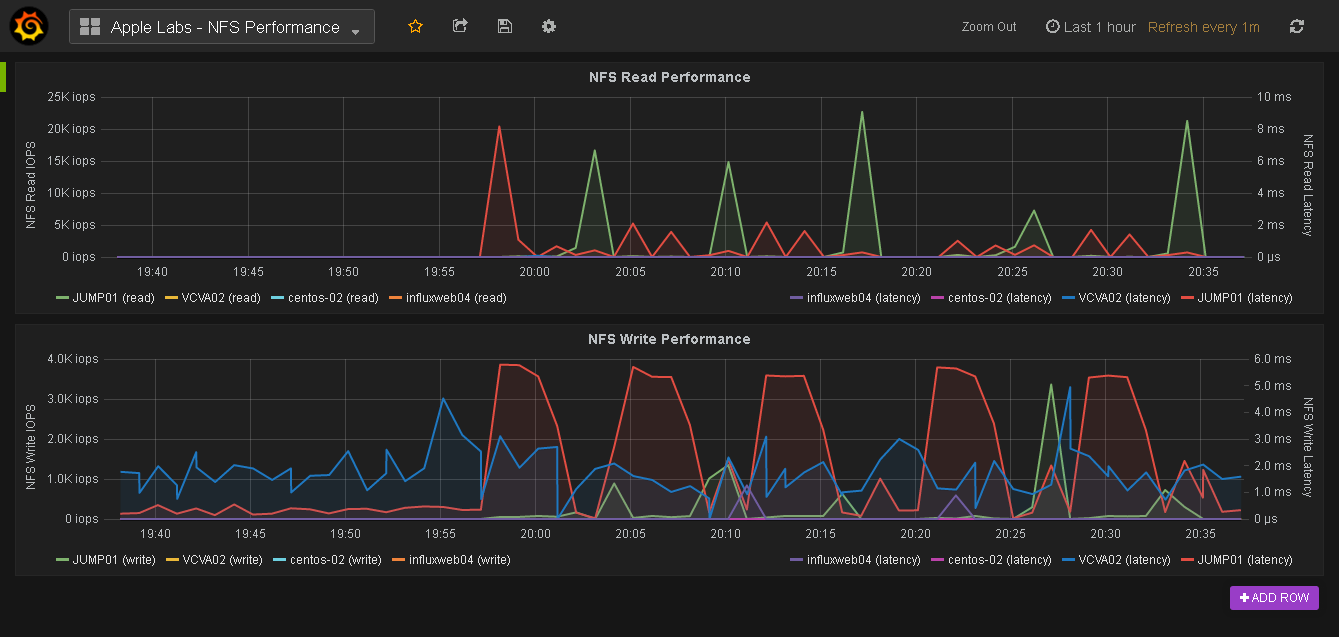 Apple Labs - NFS Performance
Zoom Out Last 1 hour Refresh every 1m
NFS Read Performance
NFS Read IOPS
25K iops
20K iops
15K iops
10K iops
5K iops
0 iops
10 ms
8 ms
6 ms
4 ms
2 ms
0 µs
NFS Read Latency
19:40 19:45 19:50 19:55 20:00 20:05 20:10 20:15 20:20 20:25 20:30 20:35
JUMP01 (read) VCVA02 (read) centos-02 (read) influxweb04 (read) influxweb04 (latency) centos-02 (latency) VCVA02 (latency) JUMP01 (latency)
NFS Write Performance
NFS Write IOPS
4.0K iops
3.0K iops
2.0K iops
1.0K iops
0 iops
6.0 ms
5.0 ms
4.0 ms
3.0 ms
2.0 ms
1.0 ms
0 µs
NFS Write Latency
19:40 19:45 19:50 19:55 20:00 20:05 20:10 20:15 20:20 20:25 20:30 20:35
JUMP01 (write) VCVA02 (write) centos-02 (write) influxweb04 (write) influxweb04 (latency) centos-02 (latency) VCVA02 (latency) JUMP01 (latency)
+ ADD ROW